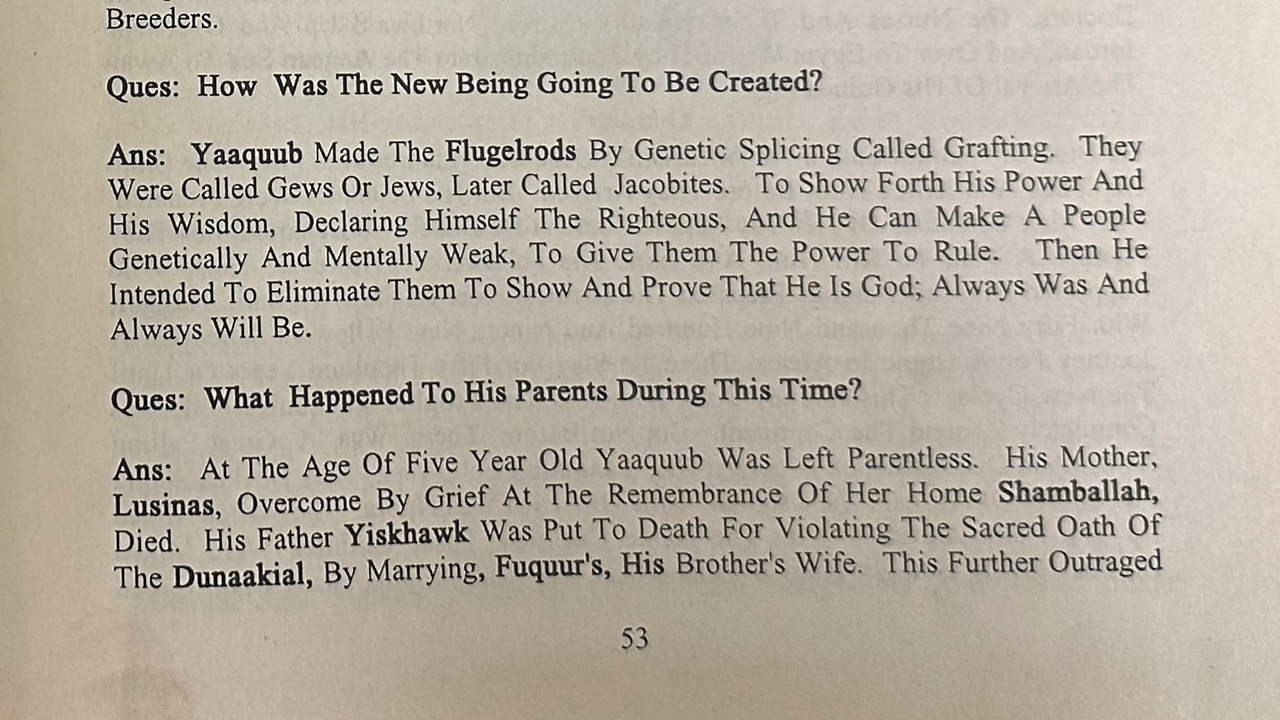 Breeders.
Ques: How Was The New Being Going To Be Created?
Ans: Yaaquub Made The Flugelrods By Genetic Splicing Called Grafting. They
Were Called Gews Or Jews, Later Called Jacobites. To Show Forth His Power And
His Wisdom, Declaring Himself The Righteous, And He Can Make A People
Genetically And Mentally Weak, To Give Them The Power To Rule. Then He
Intended To Eliminate Them To Show And Prove That He Is God; Always Was And
Always Will Be.
Ques: What Happened To His Parents During This Time?
Ans: At The Age Of Five Year Old Yaaquub Was Left Parentless. His Mother,
Lusinas, Overcome By Grief At The Remembrance Of Her Home Shamballah,
Died. His Father Yiskhawk Was Put To Death For Violating The Sacred Oath Of
The Dunaakial, By Marrying, Fuquur's, His Brother's Wife. This Further Outraged
53